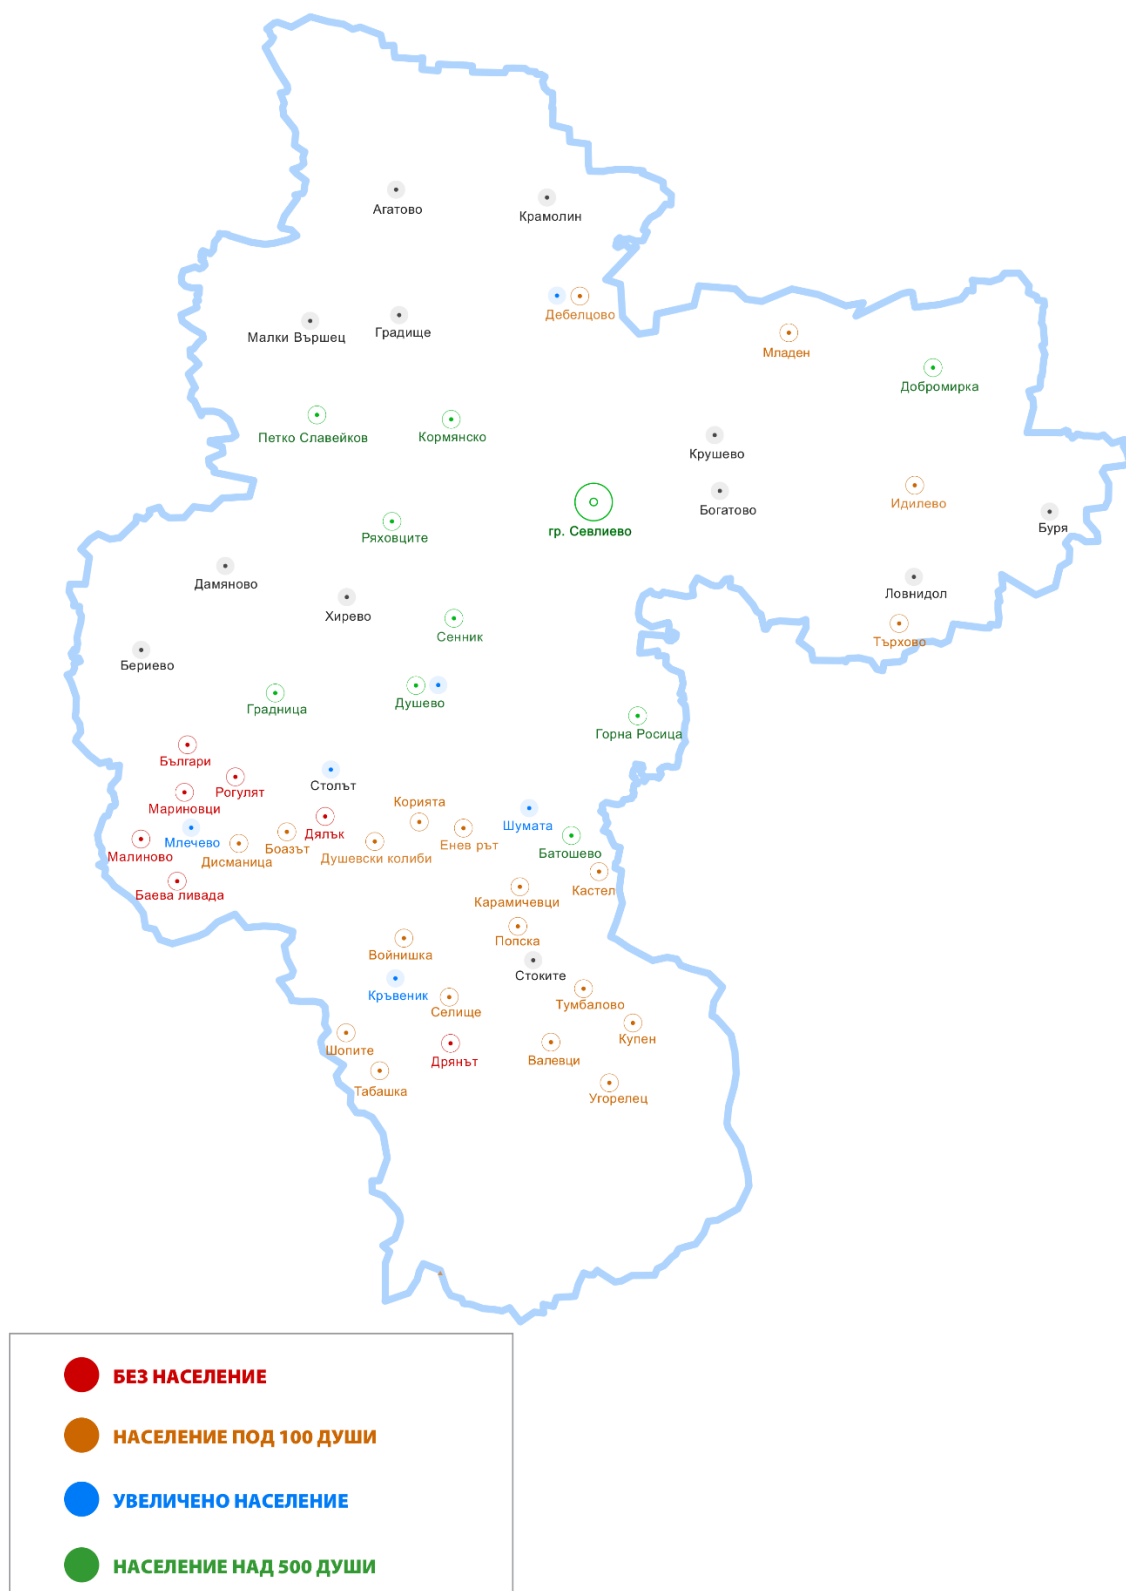 Агатово
Крамолин
Дебелцово
Малки Вършец
Градище
Младен
Добромирка
Петко Славейков
Кормянско
Крушево
Богатово
Идилево
Буря
гр. Севлиево
Ряховците
Дамяново
Хирево
Ловнидол
Сенник
Търхово
Бериево
Градница
Душево
Горна Росица
Българи
Рогулят
Столът
Мариновци
Корията
Шумата
Млечево
Дялък
Малиново
Дисманица
Боазът
Душевски колиби
Енев рът
Батошево
Баева ливада
Карамичевци
Кастел
Войнишка
Попска
Стоките
Кръвеник
Селище
Тумбалово
Шопите
Дрянът
Валевци
Купен
Табашка
Угорелец
БЕЗ НАСЕЛЕНИЕ
НАСЕЛЕНИЕ ПОД 100 ДУШИ
УВЕЛИЧЕНО НАСЕЛЕНИЕ
НАСЕЛЕНИЕ НАД 500 ДУШИ